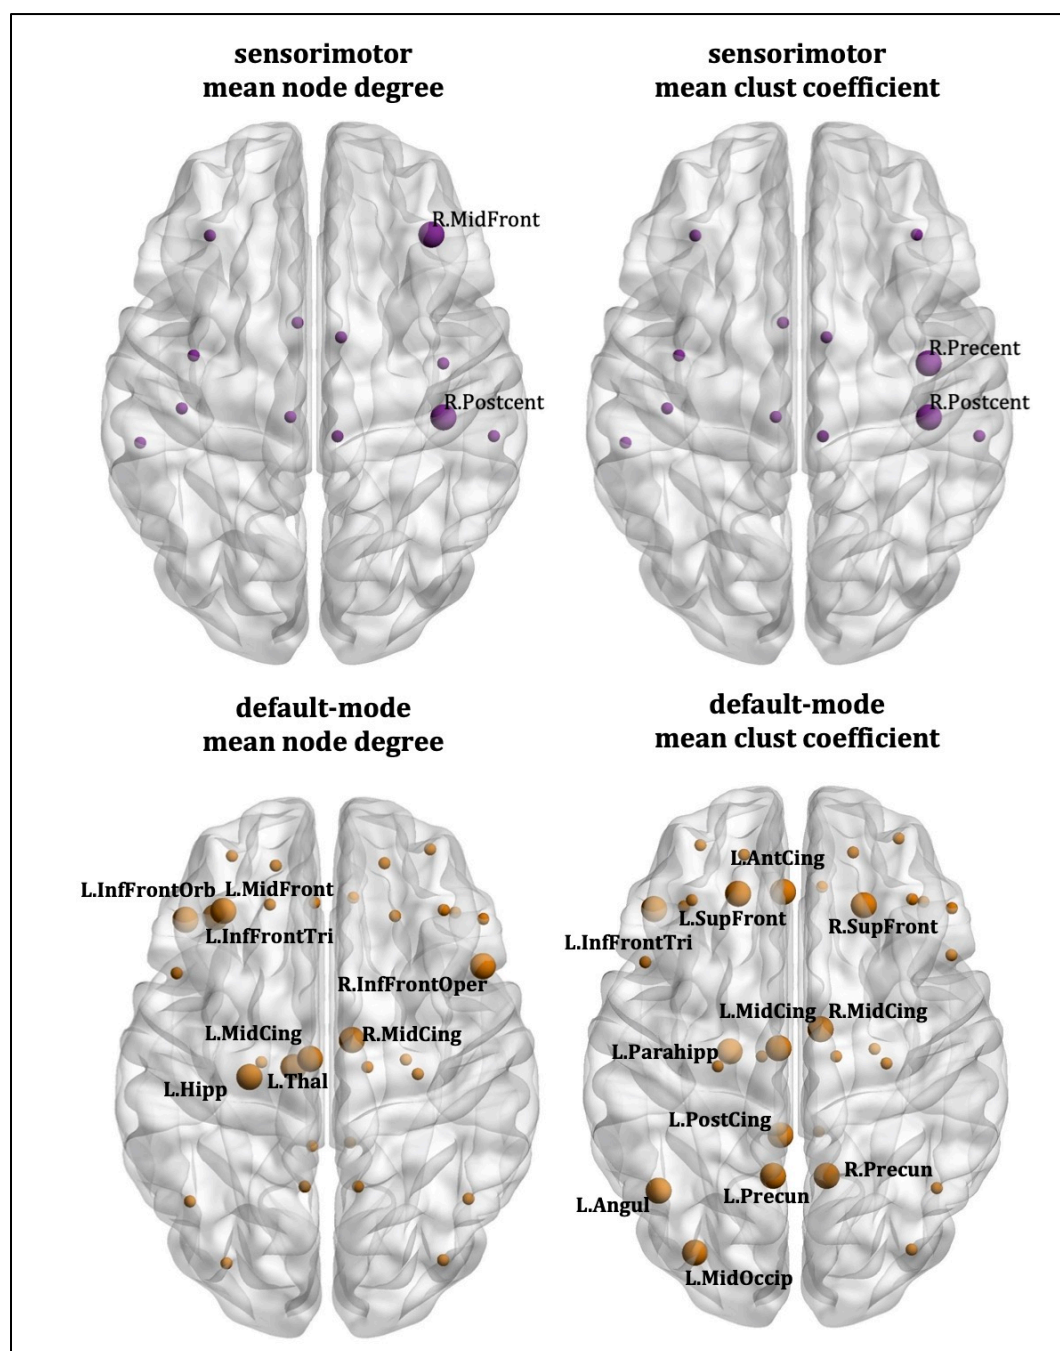 sensorimotor
mean node degree
sensorimotor
mean clust coefficient
R.MidFront
R.Postcent
R.Precent
R.Postcent
default-mode
mean node degree
default-mode
mean clust coefficient
L.InfFrontOrb
L.MidFront
L.InfFrontTri
R.InfFrontOper
L.MidCing
R.MidCing
L.Thal
L.Hipp
L.AntCing
L.SupFront
R.SupFront
L.InfFrontTri
L.MidCing
R.MidCing
L.Parahipp
L.PostCing
R.Precun
L.Precun
L.Angul
L.MidOccip